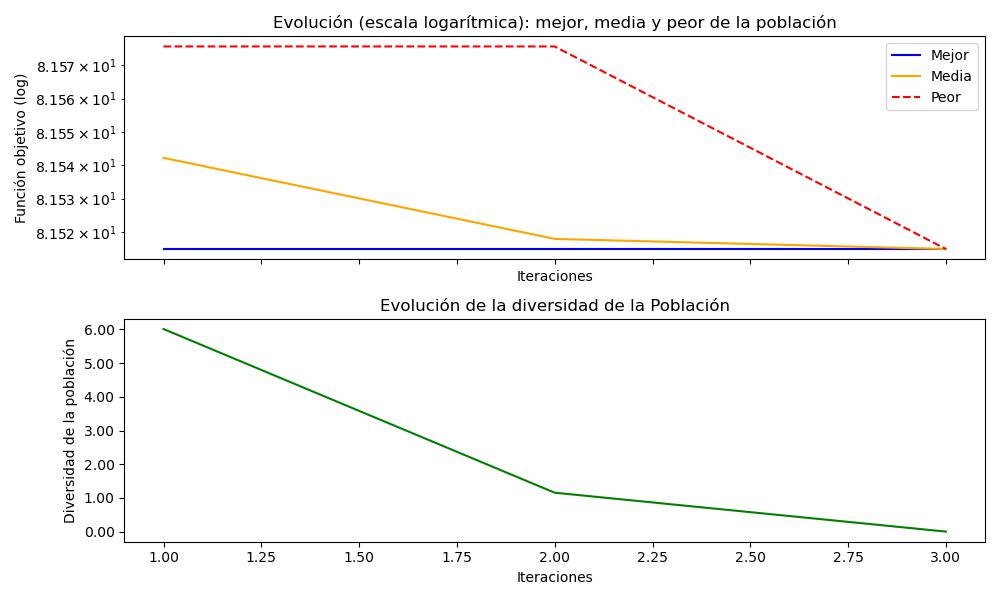 Evolución (escala logarítmica): mejor, media y peor de la población
Función objetivo (log)
8.157 × 10¹
8.156 × 10¹
8.155 × 10¹
8.154 × 10¹
8.153 × 10¹
8.152 × 10¹
Mejor
Media
Peor
Iteraciones
Evolución de la diversidad de la Población
Diversidad de la población
6.00
5.00
4.00
3.00
2.00
1.00
0.00
1.00 1.25 1.50 1.75 2.00 2.25 2.50 2.75 3.00
Iteraciones